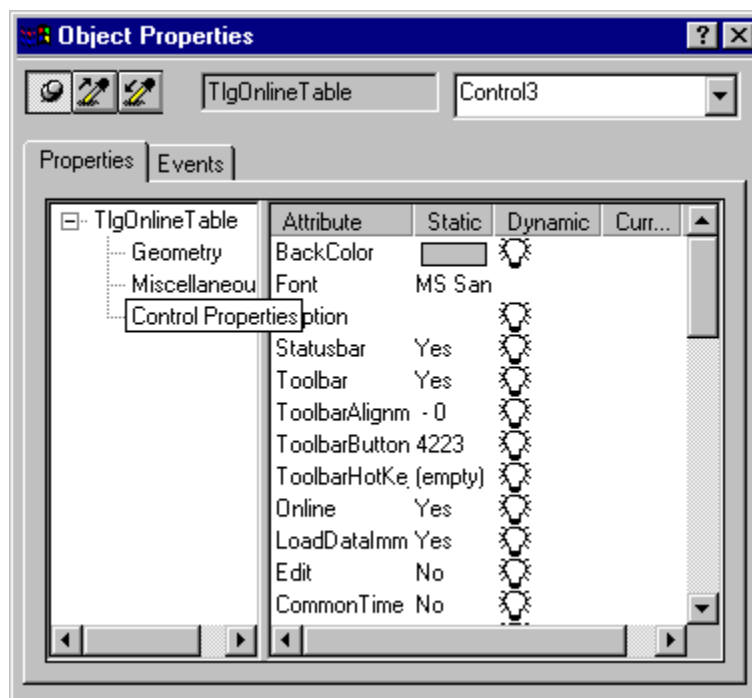 Object Properties
TlgOnlineTable Control3
Properties Events
TlgOnlineTable
Geometry
Miscellaneou
Control Properties
Attribute Static Dynamic Curr...
BackColor
Font MS San
ption
Statusbar Yes
Toolbar Yes
ToolbarAlignm - 0
ToolbarButton 4223
ToolbarHotKe (empty)
Online Yes
LoadDataImm Yes
Edit No
CommonTime No